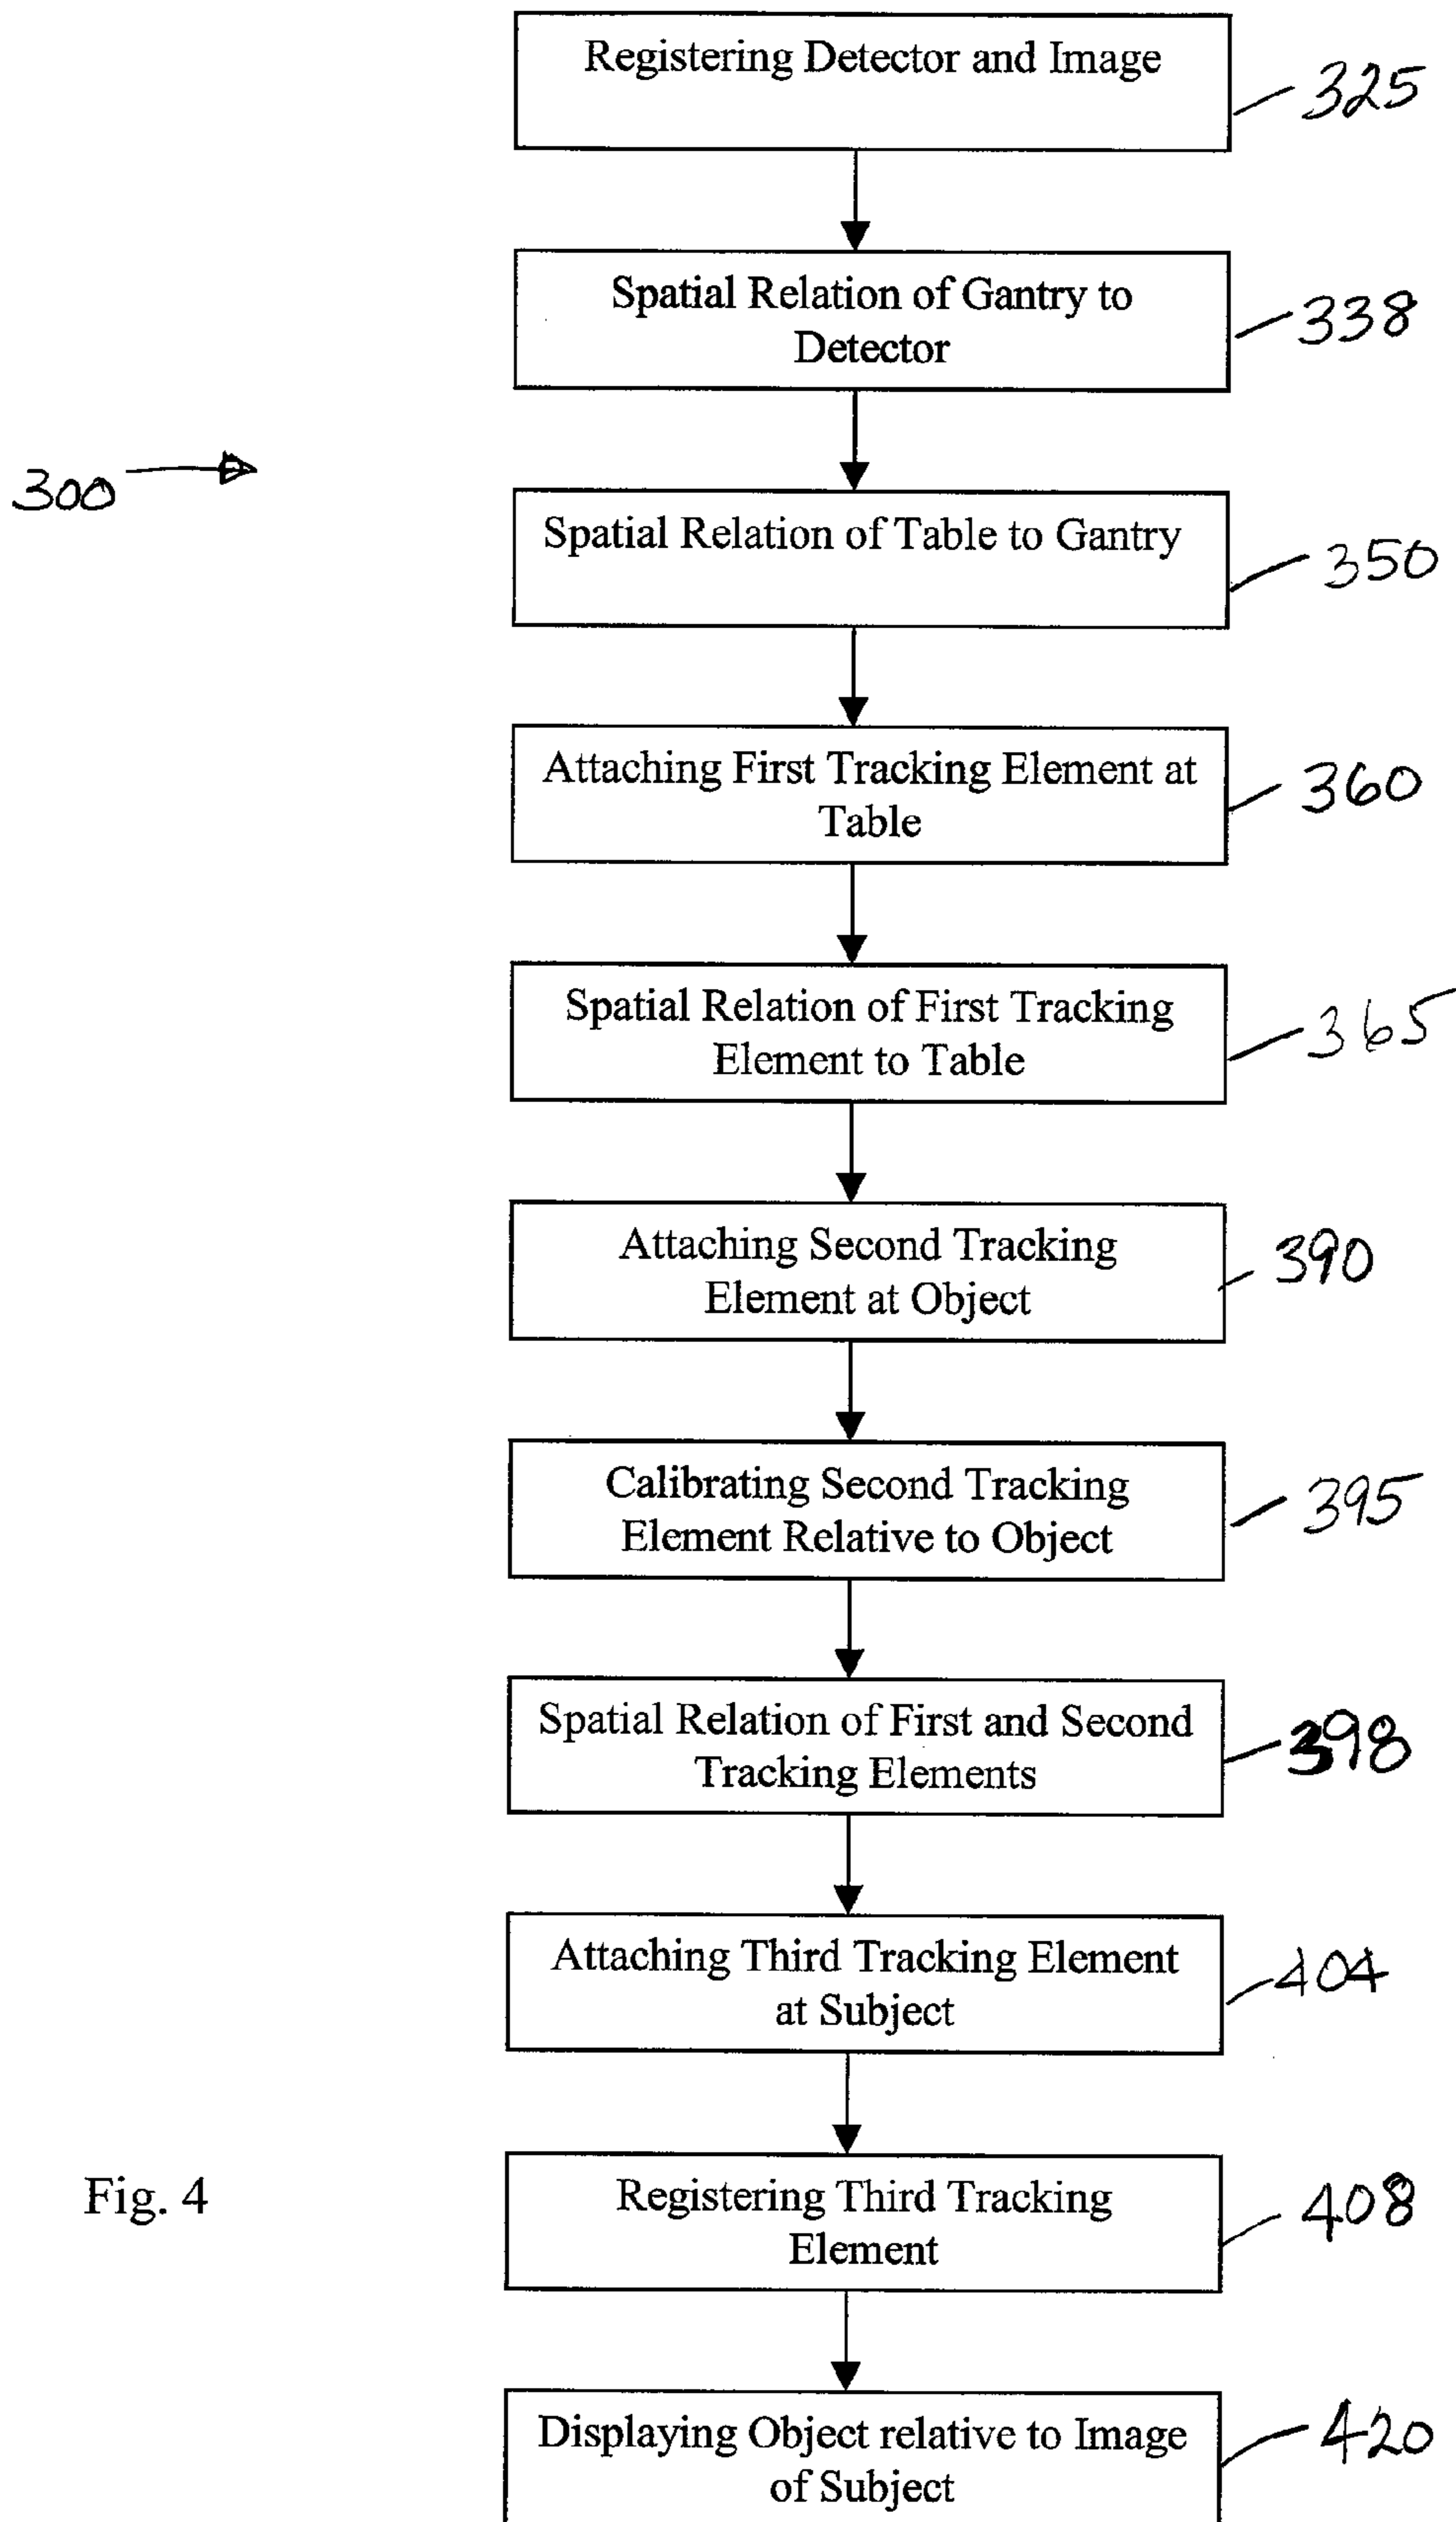 Registering Detector and Image
325
Spatial Relation of Gantry to
Detector
338
300
Spatial Relation of Table to Gantry
350
Attaching First Tracking Element at
Table
360
Spatial Relation of First Tracking
Element to Table
365
Attaching Second Tracking
Element at Object
390
Calibrating Second Tracking
Element Relative to Object
395
Spatial Relation of First and Second
Tracking Elements
398
Attaching Third Tracking Element
at Subject
404
Fig. 4
Registering Third Tracking
Element
408
Displaying Object relative to Image
of Subject
420